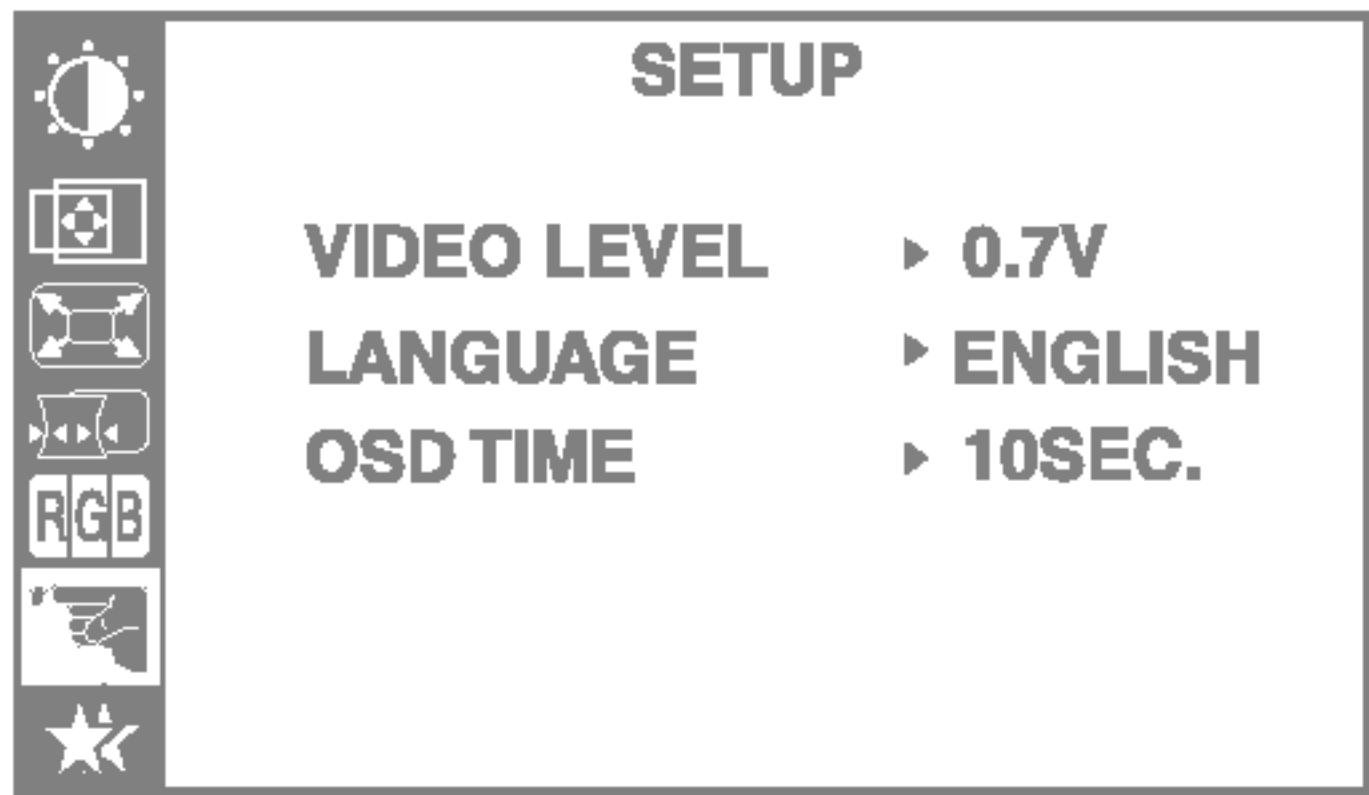 SETUP
VIDEO LEVEL ▸ 0.7V
LANGUAGE ▸ ENGLISH
OSD TIME ▸ 10SEC.
RGB